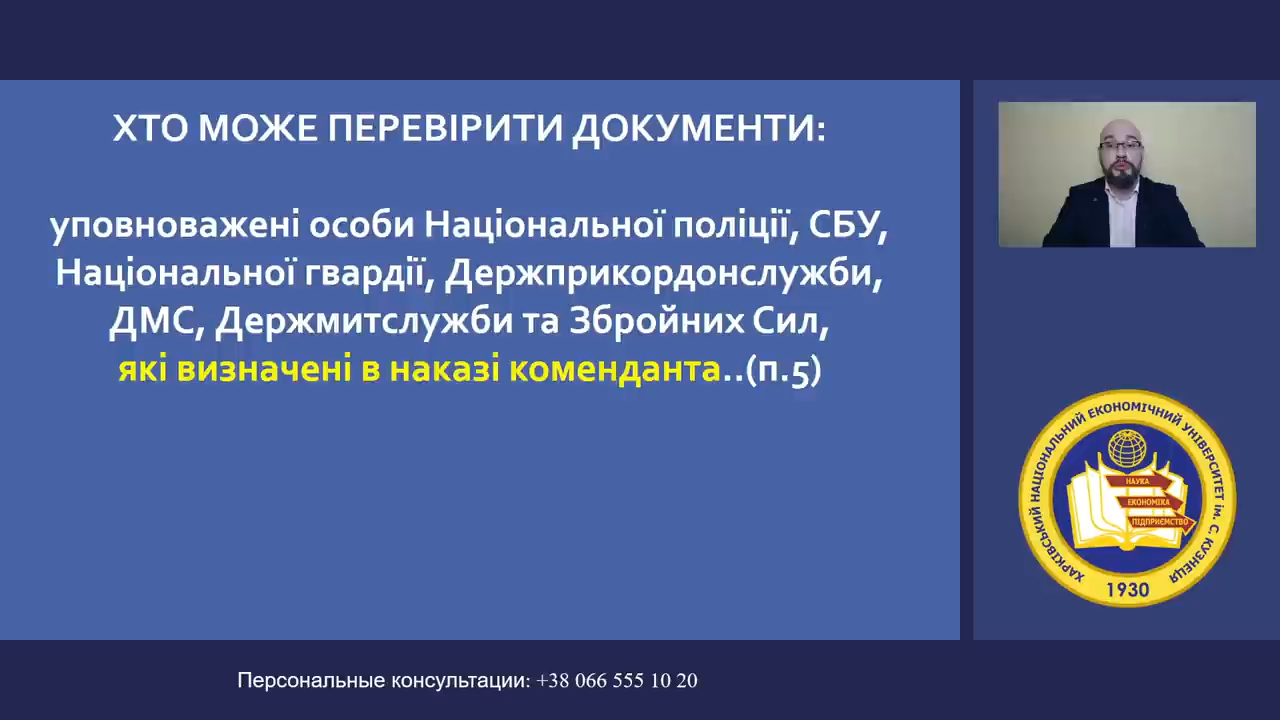 ХТО МОЖЕ ПЕРЕВІРИТИ ДОКУМЕНТИ:
уповноважені особи Національної поліції, СБУ,
Національної гвардії, Держприкордонслужби,
ДМС, Держмитслужби та Збройних Сил,
які визначені в наказі коменданта..(п.5)
ХАРКІВСЬКИЙ НАЦІОНАЛЬНИЙ ЕКОНОМІЧНИЙ УНІВЕРСИТЕТ ім. С. КУЗНЕЦЯ
НАУКА
ЕКОНОМІКА
ПІДПРИЄМСТВО
1930
Персональные консультации: +38 066 555 10 20